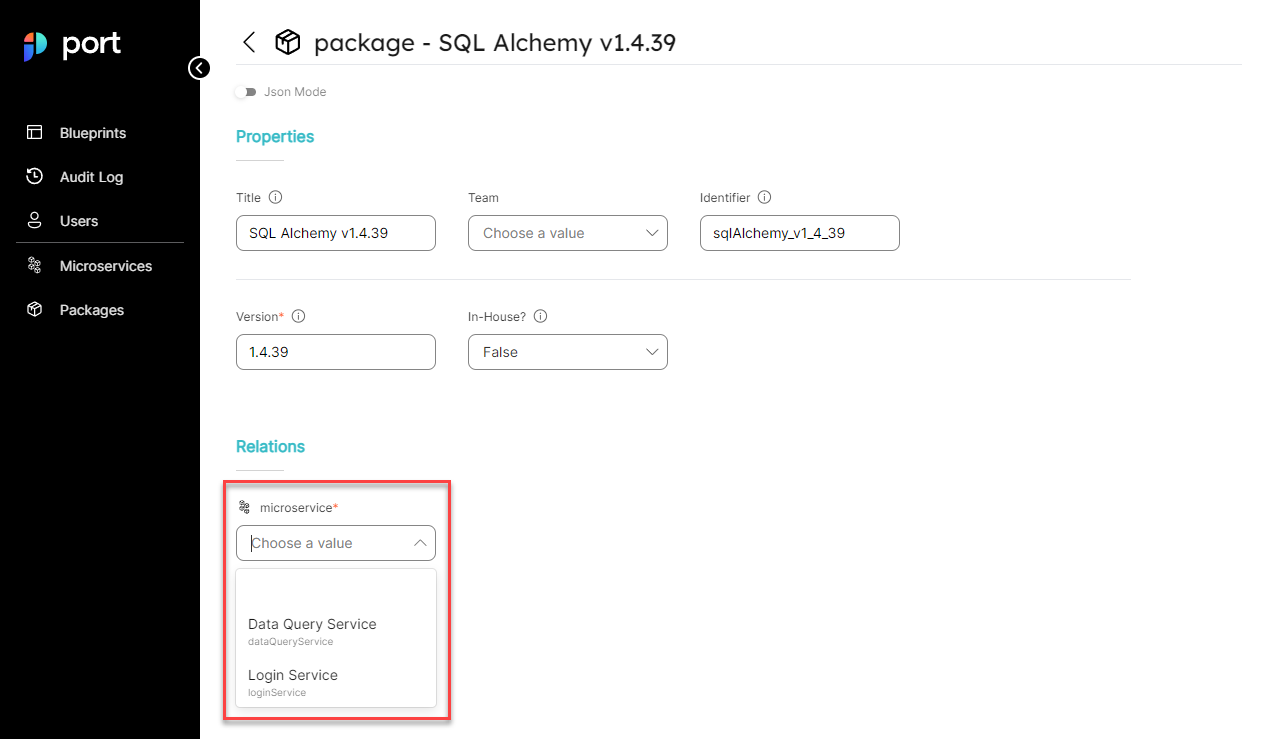 port
Blueprints
Audit Log
Users
Microservices
Packages
package - SQL Alchemy v1.4.39
Json Mode
Properties
Title Team Identifier
SQL Alchemy v1.4.39 Choose a value sqlAlchemy_v1_4_39
Version* In-House?
1.4.39 False
Relations
microservice*
Choose a value
Data Query Service
dataQueryService
Login Service
loginService